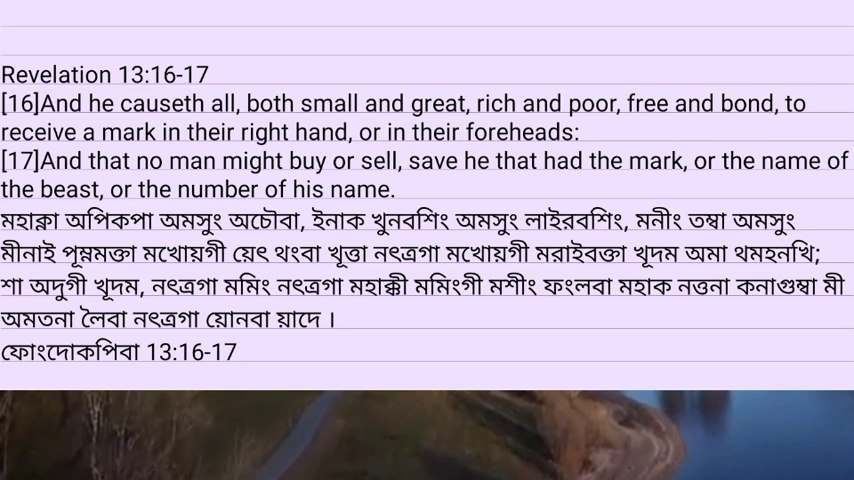 Revelation 13:16-17
[16]And he causeth all, both small and great, rich and poor, free and bond, to
receive a mark in their right hand, or in their foreheads:
[17]And that no man might buy or sell, save he that had the mark, or the name of
the beast, or the number of his name.
মহাক্না অপিকপা অমসুং অচৌবা, ইনাক খুনবশিং অমসুং লাইরবশিং, মনীং তম্বা অমসুং
মীনাই পূম্নমক্তা মখোয়গী য়েৎ থংবা খূত্তা নৎত্রগা মখোয়গী মরাইবক্তা খূদম অমা থমহনখি;
শা অদুগী খূদম, নৎত্রগা মমিং নৎত্রগা মহাক্কী মমিংগী মশীং ফংলবা মহাক নত্তনা কনাগুম্বা মী
অমতনা লৈবা নৎত্রগা য়োনবা য়াদে ।
ফোংদোকপিবা 13:16-17